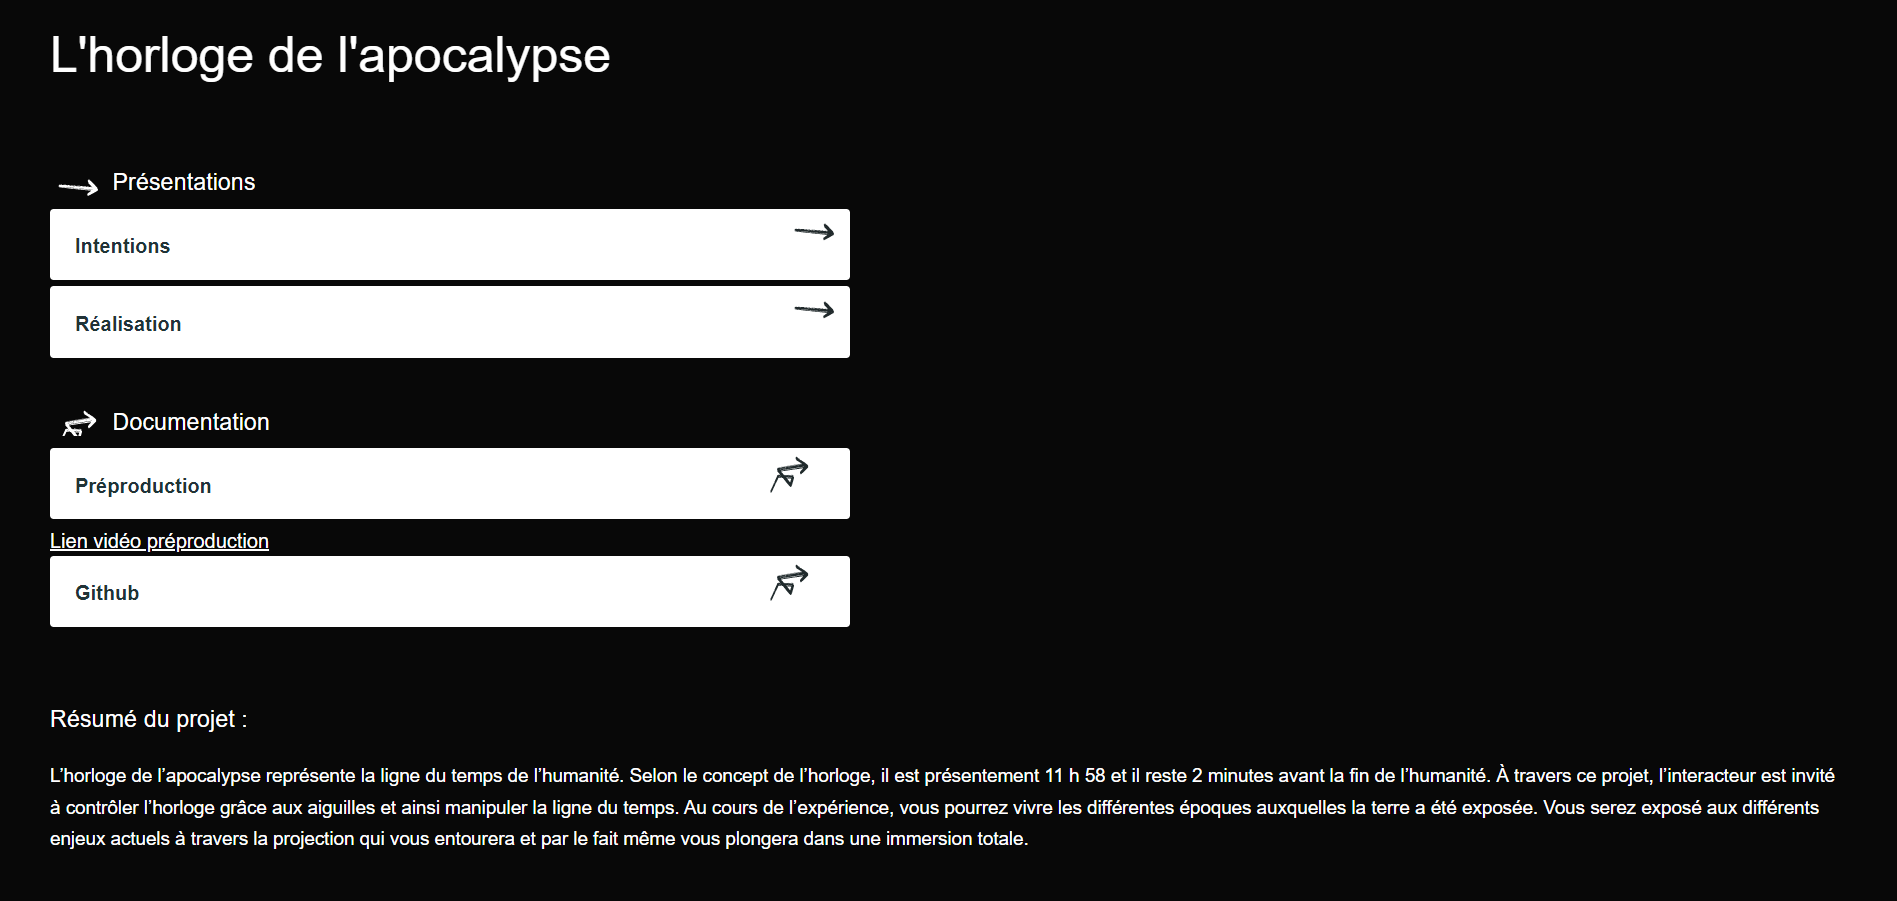 L'horloge de l'apocalypse
Présentations
Intentions
Réalisation
Documentation
Préproduction
Lien vidéo préproduction
Github
Résumé du projet :
L’horloge de l’apocalypse représente la ligne du temps de l’humanité. Selon le concept de l’horloge, il est présentement 11 h 58 et il reste 2 minutes avant la fin de l’humanité. À travers ce projet, l’interacteur est invité
à contrôler l’horloge grâce aux aiguilles et ainsi manipuler la ligne du temps. Au cours de l’expérience, vous pourrez vivre les différentes époques auxquelles la terre a été exposée. Vous serez exposé aux différents
enjeux actuels à travers la projection qui vous entourera et par le fait même vous plongera dans une immersion totale.